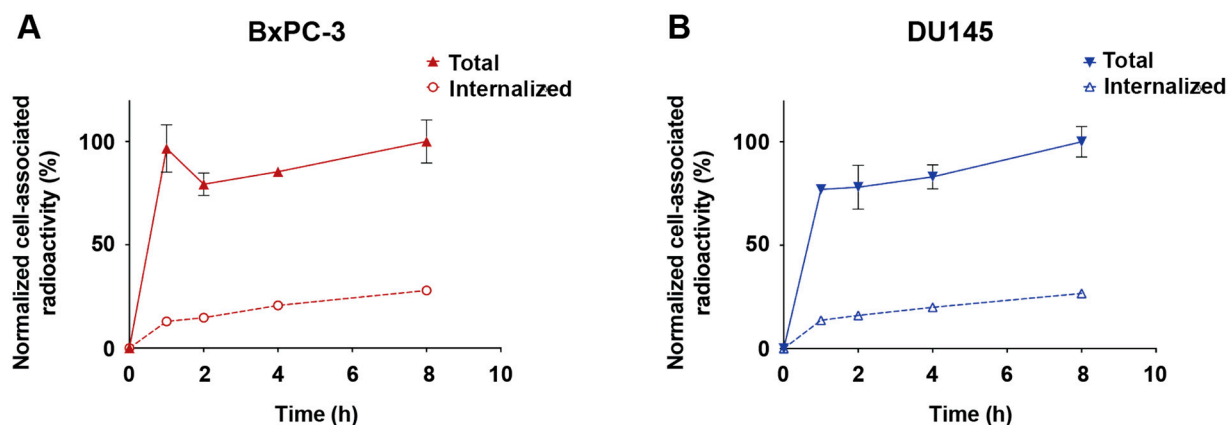 A
BxPC-3
Total
Internalized
Normalized cell-associated
radioactivity (%)
100
50
0
0 2 4 6 8 10
Time (h)
B
DU145
Total
Internalized
Normalized cell-associated
radioactivity (%)
100
50
0
0 2 4 6 8 10
Time (h)